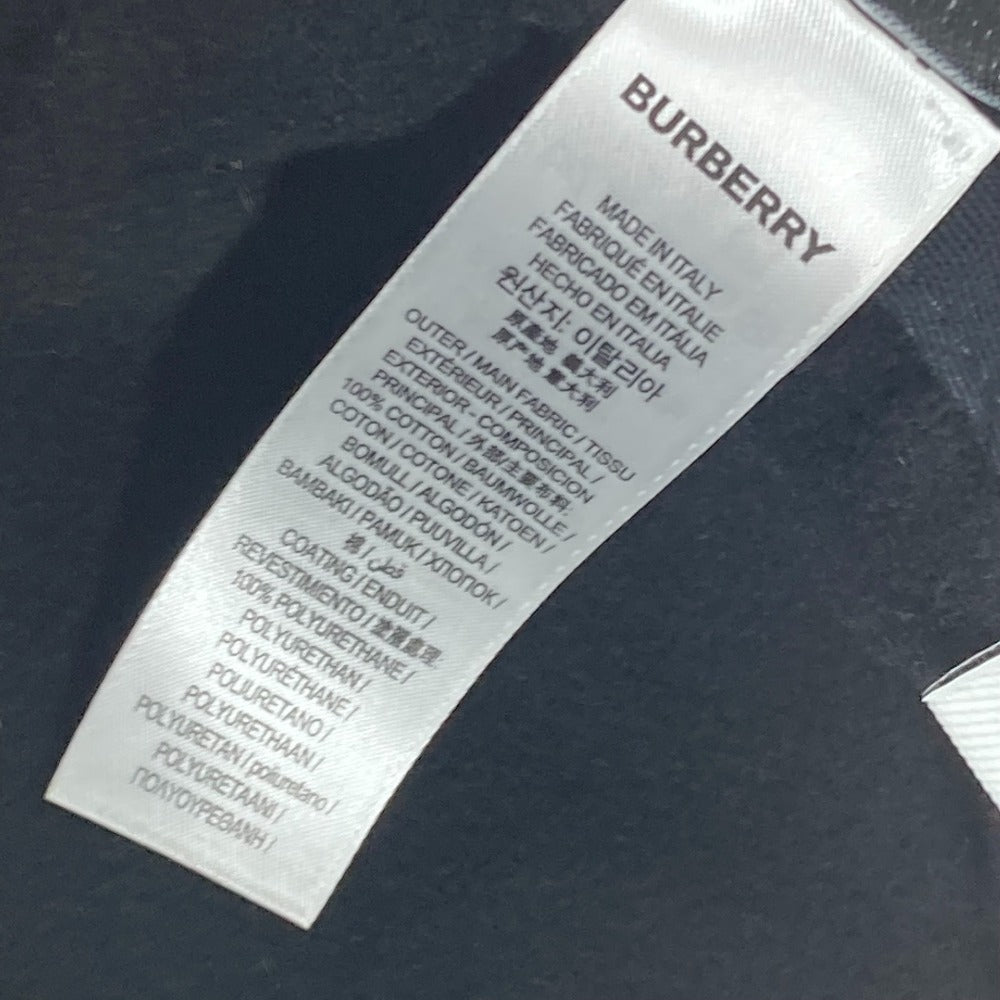 BURBERRY
MADE IN ITALY
FABRIQUÉ EN ITALIE
FABRICADO EM ITÁLIA
HECHO EN ITALIA
원산지: 이탈리아
原產地 意大利
原产地 意大利
OUTER / MAIN FABRIC / TISSU
EXTÉRIEUR / PRINCIPAL /
EXTERIOR - COMPOSICION
PRINCIPAL / 外部/主要布料
100% COTTON / BAUMWOLLE /
COTON / COTONE / KATOEN /
BOMULL / ALGODÓN /
ALGODÃO / PUUVILLA /
BAMBAKI / PAMUK / ХЛОПОК /
棉 / قطن
COATING / ENDUIT /
REVESTIMIENTO / 塗層處理
100% POLYURETHANE /
POLYURETHAN /
POLYURÉTHANE /
POLIURETANO /
POLYURETHAAN /
POLYURETAN / poliuretano /
POLYURETAANI /
ΠΟΛΥΟΥΡΕΘΑΝΗ /